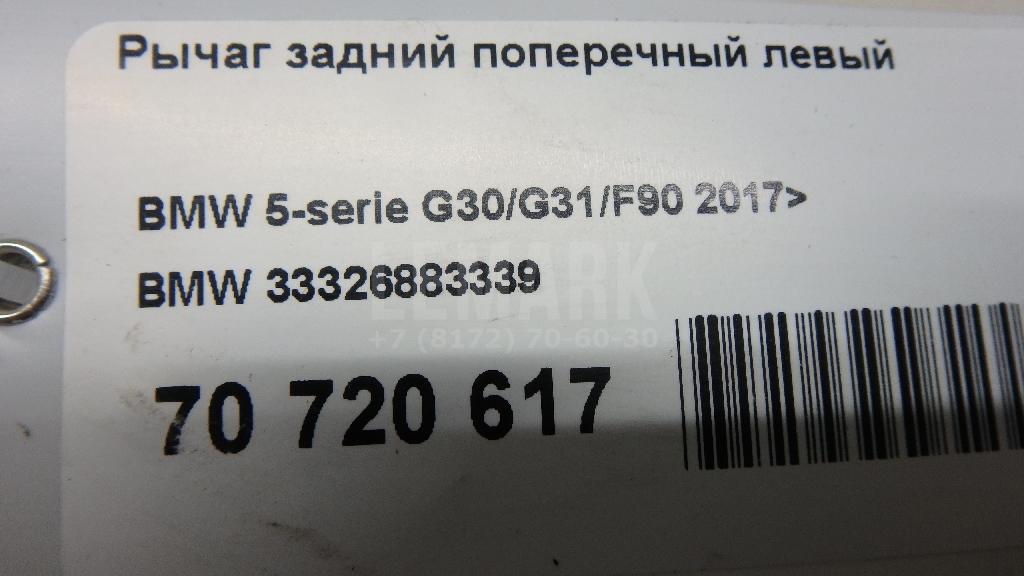 Рычаг задний поперечный левый
BMW 5-serie G30/G31/F90 2017>
BMW 33326883339
LEMARK
+7 (8172) 70-60-30
70 720 617